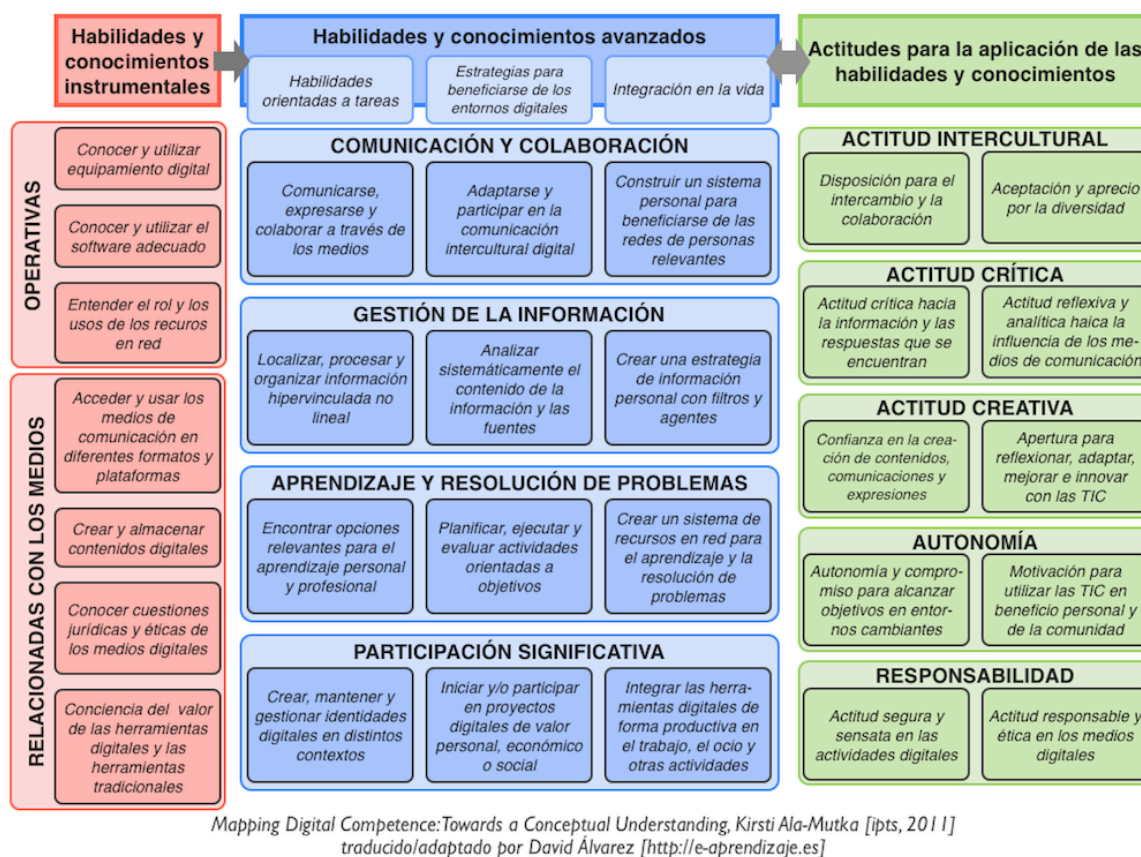 Habilidades y
conocimientos
instrumentales
Habilidades y conocimientos avanzados
Habilidades
orientadas a tareas
Estrategias para
beneficiarse de los
entornos digitales
Integración en la vida
Actitudes para la aplicación de las
habilidades y conocimientos
OPERATIVAS
Conocer y utilizar
equipamiento digital
Conocer y utilizar el
software adecuado
Entender el rol y los
usos de los recuros
en red
RELACIONADAS CON LOS MEDIOS
Acceder y usar los
medios de
comunicación en
diferentes formatos y
plataformas
Crear y almacenar
contenidos digitales
Conocer cuestiones
jurídicas y éticas de
los medios digitales
Conciencia del valor
de las herramientas
digitales y las
herramientas
tradicionales
COMUNICACIÓN Y COLABORACIÓN
Comunicarse,
expresarse y
colaborar a través de
los medios
Adaptarse y
participar en la
comunicación
intercultural digital
Construir un sistema
personal para
beneficiarse de las
redes de personas
relevantes
GESTIÓN DE LA INFORMACIÓN
Localizar, procesar y
organizar información
hipervinculada no
lineal
Analizar
sistemáticamente el
contenido de la
información y las
fuentes
Crear una estrategia
de información
personal con filtros y
agentes
APRENDIZAJE Y RESOLUCIÓN DE PROBLEMAS
Encontrar opciones
relevantes para el
aprendizaje personal
y profesional
Planificar, ejecutar y
evaluar actividades
orientadas a
objetivos
Crear un sistema de
recursos en red para
el aprendizaje y la
resolución de
problemas
PARTICIPACIÓN SIGNIFICATIVA
Crear, mantener y
gestionar identidades
digitales en distintos
contextos
Iniciar y/o participar
en proyectos
digitales de valor
personal, económico
o social
Integrar las herra-
mientas digitales de
forma productiva en
el trabajo, el ocio y
otras actividades
ACTITUD INTERCULTURAL
Disposición para el
intercambio y la
colaboración
Aceptación y aprecio
por la diversidad
ACTITUD CRÍTICA
Actitud crítica hacia
la información y las
respuestas que se
encuentran
Actitud reflexiva y
analítica haica la
influencia de los me-
dios de comunicación
ACTITUD CREATIVA
Confianza en la crea-
ción de contenidos,
comunicaciones y
expresiones
Apertura para
reflexionar, adaptar,
mejorar e innovar
con las TIC
AUTONOMÍA
Autonomía y compro-
miso para alcanzar
objetivos en entor-
nos cambiantes
Motivación para
utilizar las TIC en
beneficio personal y
de la comunidad
RESPONSABILIDAD
Actitud segura y
sensata en las
actividades digitales
Actitud responsable y
ética en los medios
digitales
Mapping Digital Competence:Towards a Conceptual Understanding, Kirsti Ala-Mutka [ipts, 2011]
traducido/adaptado por David Álvarez [http://e-aprendizaje.es]